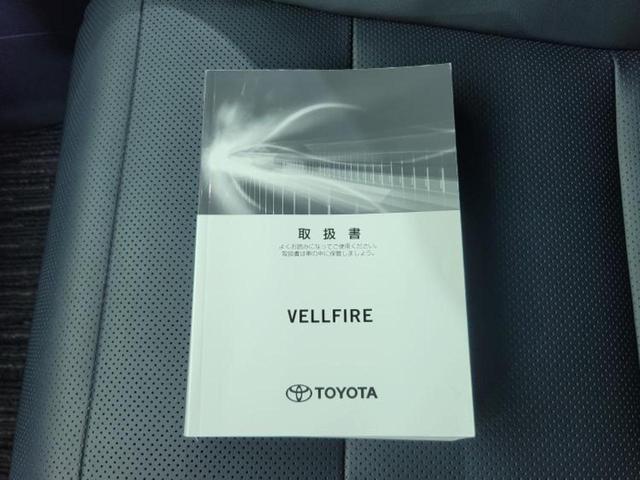 取扱書
よくお読みになってご使用ください。
取扱書は車の中に保管しましょう。
VELLFIRE
TOYOTA